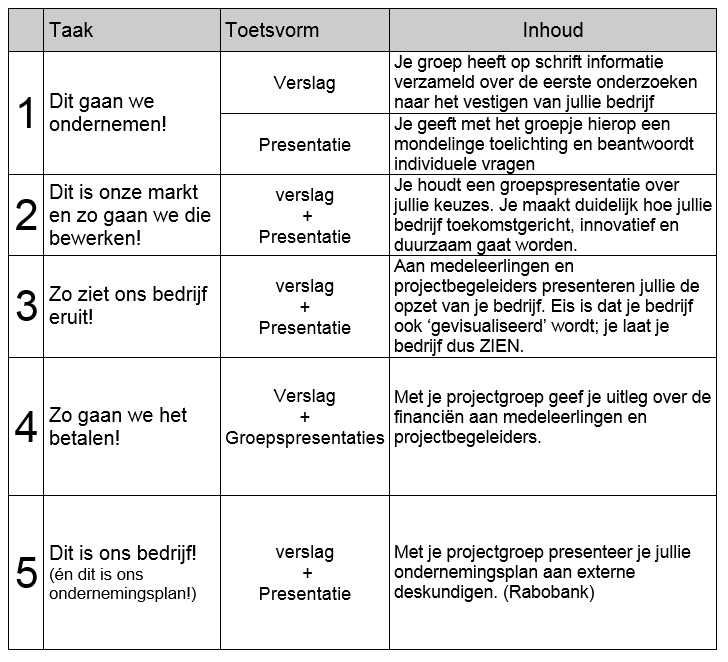 Taak
Toetsvorm
Inhoud
1
Dit gaan we
ondernemen!
Verslag
Je groep heeft op schrift informatie
verzameld over de eerste onderzoeken
naar het vestigen van jullie bedrijf
Presentatie
Je geeft met het groepje hierop een
mondelinge toelichting en beantwoordt
individuele vragen
2
Dit is onze markt
en zo gaan we die
bewerken!
verslag
+
Presentatie
Je houdt een groepspresentatie over
jullie keuzes. Je maakt duidelijk hoe jullie
bedrijf toekomstgericht, innovatief en
duurzaam gaat worden.
3
Zo ziet ons bedrijf
eruit!
verslag
+
Presentatie
Aan medeleerlingen en
projectbegeleiders presenteren jullie de
opzet van je bedrijf. Eis is dat je bedrijf
ook ‘gevisualiseerd’ wordt; je laat je
bedrijf dus ZIEN.
4
Zo gaan we het
betalen!
Verslag
+
Groepspresentaties
Met je projectgroep geef je uitleg over de
financiën aan medeleerlingen en
projectbegeleiders.
5
Dit is ons bedrijf!
(én dit is ons
ondernemingsplan!)
verslag
+
Presentatie
Met je projectgroep presenteer je jullie
ondernemingsplan aan externe
deskundigen. (Rabobank)